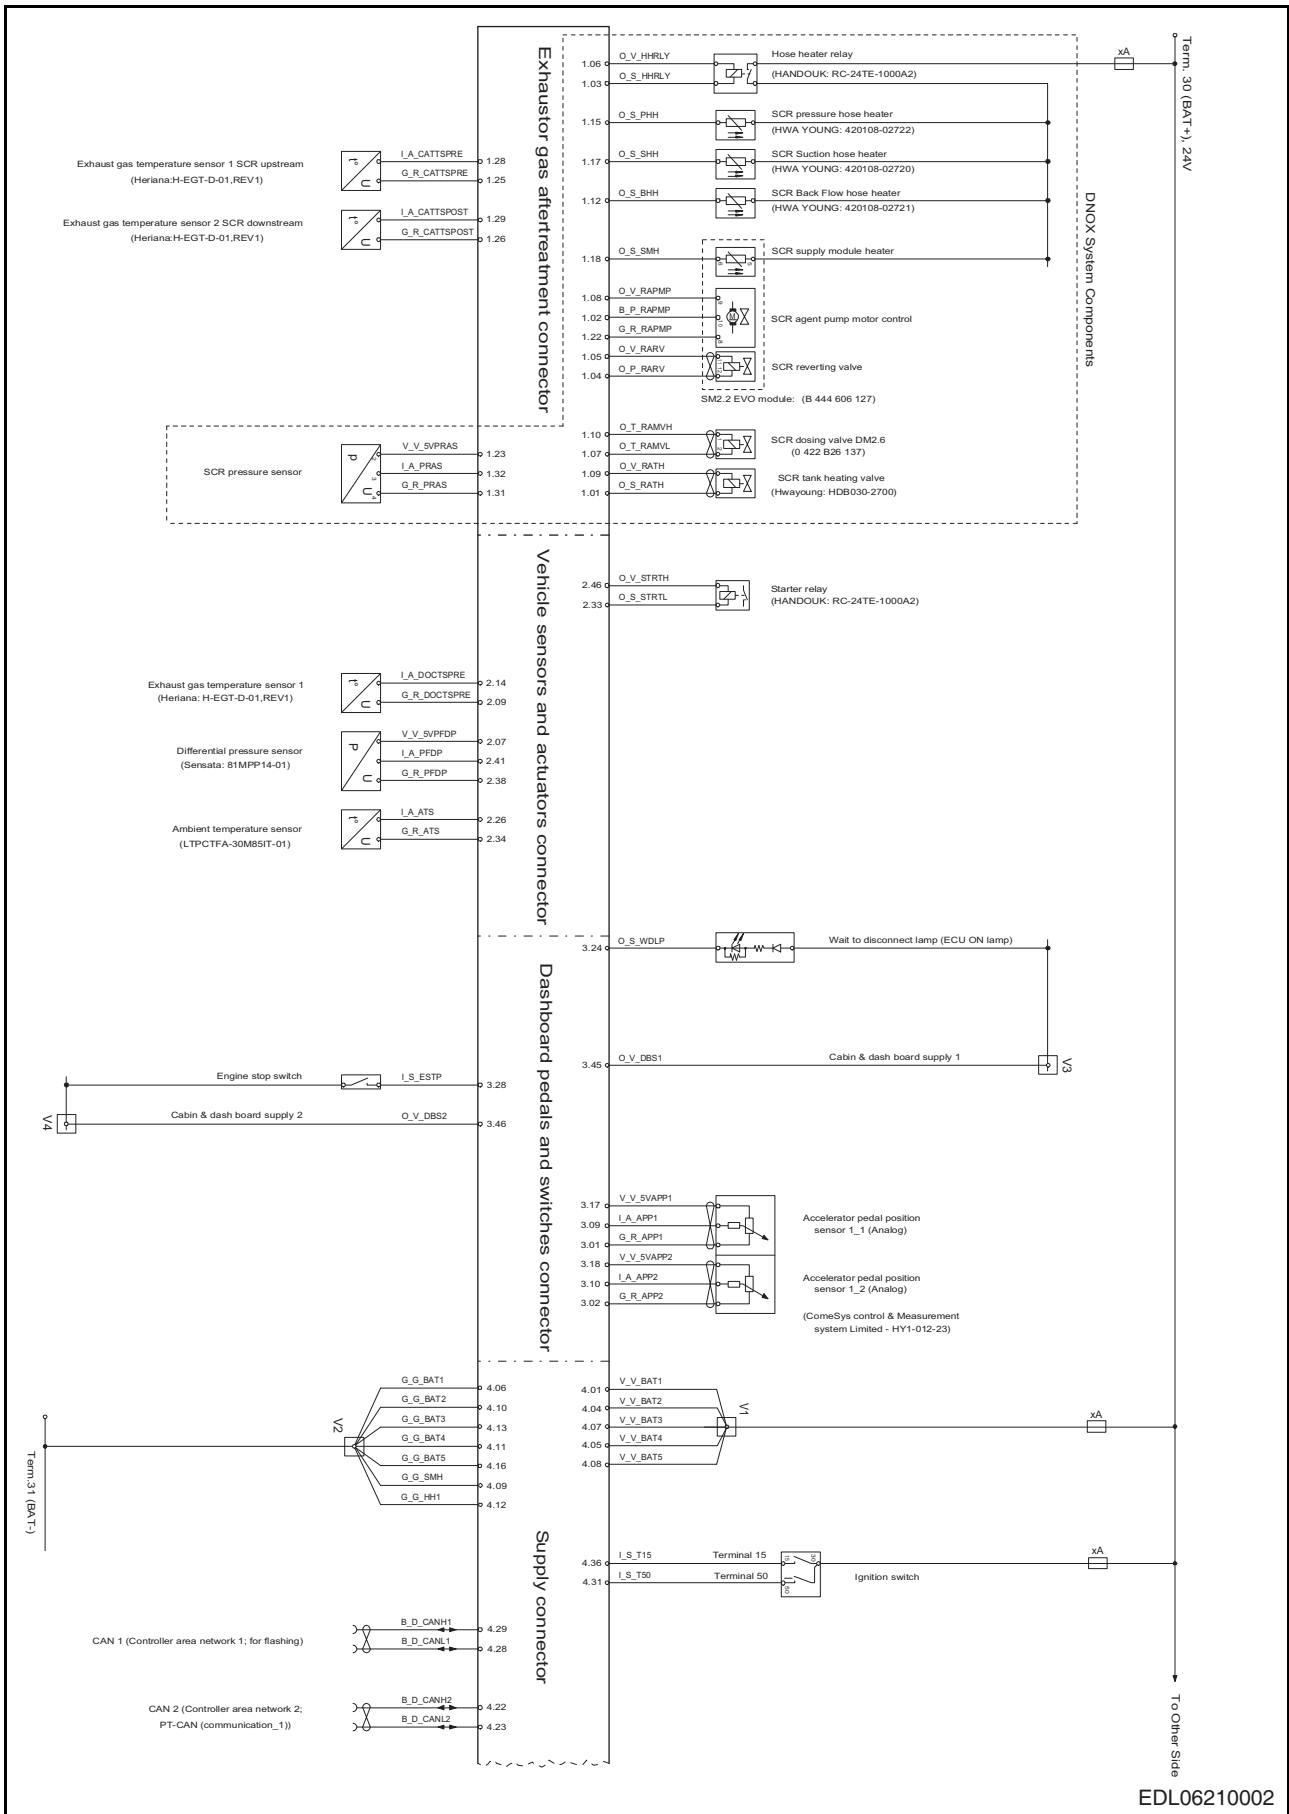 Term. 30 (BAT+), 24V
xA
Exhaustor gas aftertreatment connector
DNOX System Components
1.06
O_V_HHRLY
Hose heater relay
1.03
O_S_HHRLY
(HANDOUK: RC-24TE-1000A2)
1.15
O_S_PHH
SCR pressure hose heater
(HWA YOUNG: 420108-02722)
1.17
O_S_SHH
SCR Suction hose heater
(HWA YOUNG: 420108-02720)
1.12
O_S_BHH
SCR Back Flow hose heater
(HWA YOUNG: 420108-02721)
1.18
O_S_SMH
6
5
SCR supply module heater
1.08
O_V_RAPMP
9
1.02
B_P_RAPMP
10
M
SCR agent pump motor control
1.22
G_R_RAPMP
8
1.05
O_V_RARV
11
SCR reverting valve
1.04
O_P_RARV
12
SM2.2 EVO module: (B 444 606 127)
1.10
O_T_RAMVH
1
SCR dosing valve DM2.6
1.07
O_T_RAMVL
2
(0 422 B26 137)
1.09
O_V_RATH
SCR tank heating valve
1.01
O_S_RATH
(Hwayoung: HDB030-2700)
Exhaust gas temperature sensor 1 SCR upstream
(Heriana:H-EGT-D-01,REV1)
t°
U
I_A_CATTSPRE
1.28
G_R_CATTSPRE
1.25
Exhaust gas temperature sensor 2 SCR downstream
(Heriana:H-EGT-D-01,REV1)
t°
U
I_A_CATTSPOST
1.29
G_R_CATTSPOST
1.26
SCR pressure sensor
P
U
2
3
4
V_V_5VPRAS
1.23
I_A_PRAS
1.32
G_R_PRAS
1.31
Vehicle sensors and actuators connector
2.46
O_V_STRTH
Starter relay
2.33
O_S_STRTL
(HANDOUK: RC-24TE-1000A2)
Exhaust gas temperature sensor 1
(Heriana: H-EGT-D-01,REV1)
t°
U
I_A_DOCTSPRE
2.14
G_R_DOCTSPRE
2.09
Differential pressure sensor
(Sensata: 81MPP14-01)
P
U
V_V_5VPFDP
2.07
I_A_PFDP
2.41
G_R_PFDP
2.38
Ambient temperature sensor
(LTPCTFA-30M85IT-01)
t°
U
I_A_ATS
2.26
G_R_ATS
2.34
Dashboard pedals and switches connector
3.24
O_S_WDLP
Wait to disconnect lamp (ECU ON lamp)
3.45
O_V_DBS1
Cabin & dash board supply 1
V3
Engine stop switch
I_S_ESTP
3.28
V4
Cabin & dash board supply 2
O_V_DBS2
3.46
3.17
V_V_5VAPP1
3.09
I_A_APP1
Accelerator pedal position
3.01
G_R_APP1
sensor 1_1 (Analog)
3.18
V_V_5VAPP2
3.10
I_A_APP2
Accelerator pedal position
3.02
G_R_APP2
sensor 1_2 (Analog)
(ComeSys control & Measurement
system Limited - HY1-012-23)
Supply connector
Term.31 (BAT-)
V2
G_G_BAT1
4.06
G_G_BAT2
4.10
G_G_BAT3
4.13
G_G_BAT4
4.11
G_G_BAT5
4.16
G_G_SMH
4.09
G_G_HH1
4.12
4.01
V_V_BAT1
4.04
V_V_BAT2
4.07
V_V_BAT3
4.05
V_V_BAT4
4.08
V_V_BAT5
V1
xA
4.36
I_S_T15
Terminal 15
15
30
xA
4.31
I_S_T50
Terminal 50
50
Ignition switch
CAN 1 (Controller area network 1; for flashing)
B_D_CANH1
4.29
B_D_CANL1
4.28
CAN 2 (Controller area network 2;
PT-CAN (communication_1))
B_D_CANH2
4.22
B_D_CANL2
4.23
To Other Side
EDL06210002